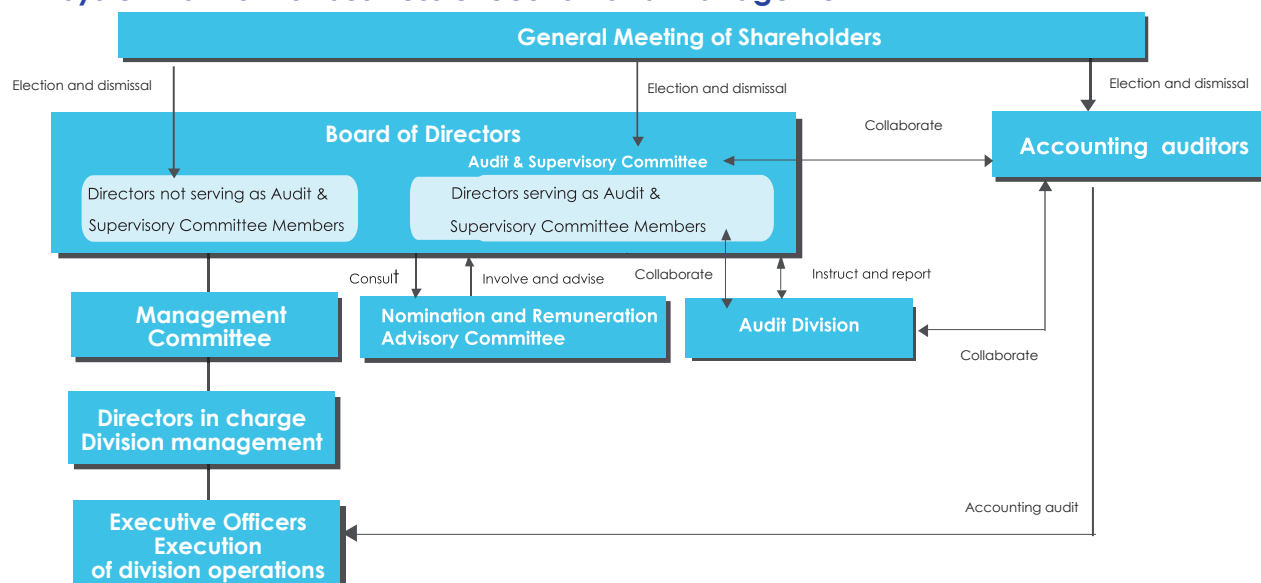 General Meeting of Shareholders
Election and dismissal
Election and dismissal
Election and dismissal
Board of Directors
Collaborate
Accounting auditors
Audit & Supervisory Committee
Directors not serving as Audit &
Supervisory Committee Members
Directors serving as Audit &
Supervisory Committee Members
Consult
Involve and advise
Collaborate
Instruct and report
Management
Committee
Nomination and Remuneration
Advisory Committee
Audit Division
Collaborate
Directors in charge
Division management
Accounting audit
Executive Officers
Execution
of division operations